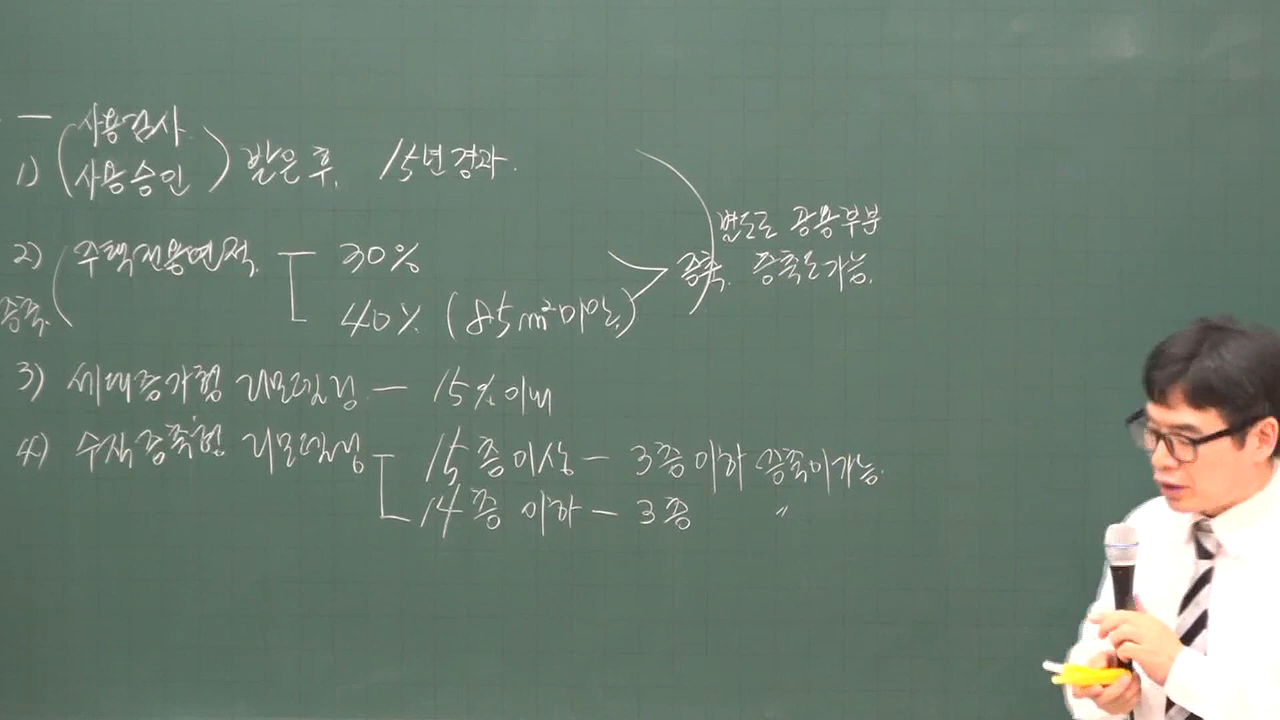 사용검사
1) (사용승인) 받은 후, 15년경과.
2) (주택전용면적 30%
증축 40% (85m²미만)
별도로 공용부분
증축. 증축도가능.
3) 세대증가형 리모델링 - 15% 이내
4) 수직증축형 리모델링 15층이상 - 3층이하 증축이가능.
14층 이하 - 3층 〃